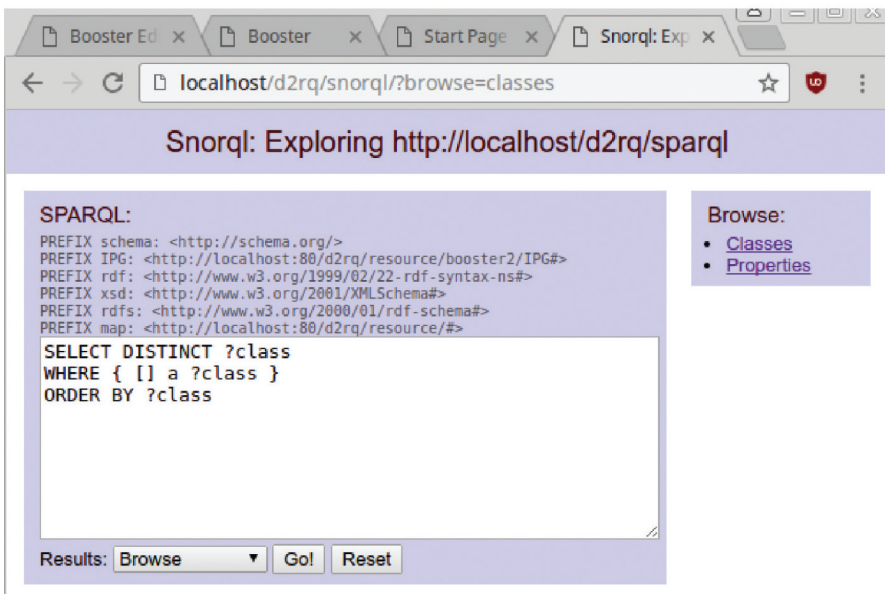 Booster Ed Booster Start Page Snorql: Exp
localhost/d2rq/snorql/?browse=classes
Snorql: Exploring http://localhost/d2rq/sparql
SPARQL:
PREFIX schema: <http://schema.org/>
PREFIX IPG: <http://localhost:80/d2rq/resource/booster2/IPG#>
PREFIX rdf: <http://www.w3.org/1999/02/22-rdf-syntax-ns#>
PREFIX xsd: <http://www.w3.org/2001/XMLSchema#>
PREFIX rdfs: <http://www.w3.org/2000/01/rdf-schema#>
PREFIX map: <http://localhost:80/d2rq/resource/#>
SELECT DISTINCT ?class
WHERE { [] a ?class }
ORDER BY ?class
Results: Browse Go! Reset
Browse:
• Classes
• Properties